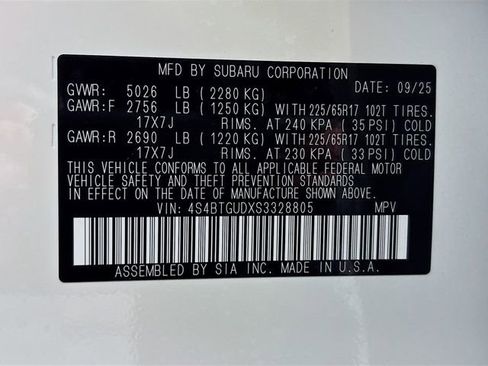 MFD BY SUBARU CORPORATION
GVWR: 5026 LB (2280 KG) DATE: 09/25
GAWR:F 2756 LB (1250 KG) WITH 225/65R17 102T TIRES.
17X7J RIMS. AT 240 KPA (35 PSI) COLD
GAWR:R 2690 LB (1220 KG) WITH 225/65R17 102T TIRES.
17X7J RIMS. AT 230 KPA (33 PSI) COLD
THIS VEHICLE CONFORMS TO ALL APPLICABLE FEDERAL MOTOR
VEHICLE SAFETY AND THEFT PREVENTION STANDARDS
IN EFFECT ON THE DATE OF MANUFACTURE SHOWN ABOVE.
VIN: 4S4BTGUDXS3328805 MPV
ASSEMBLED BY SIA INC. MADE IN U.S.A.